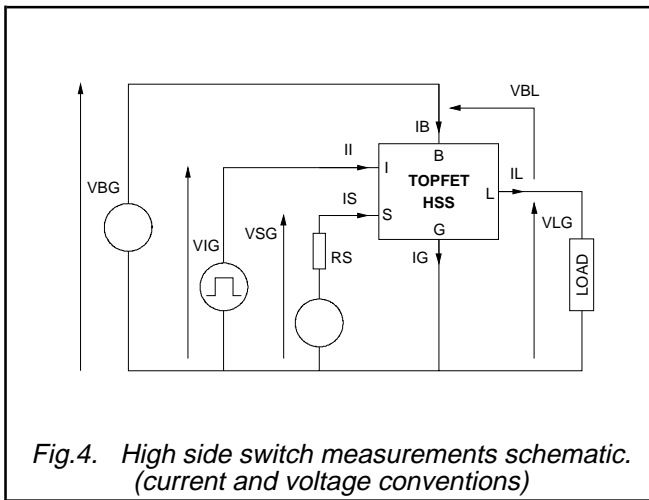 VBL
IB
II
B
I
TOPFET
HSS
L
IL
VBG
IS
S
VSG
G
VLG
VIG
RS
IG
LOAD
Fig.4. High side switch measurements schematic.
(current and voltage conventions)